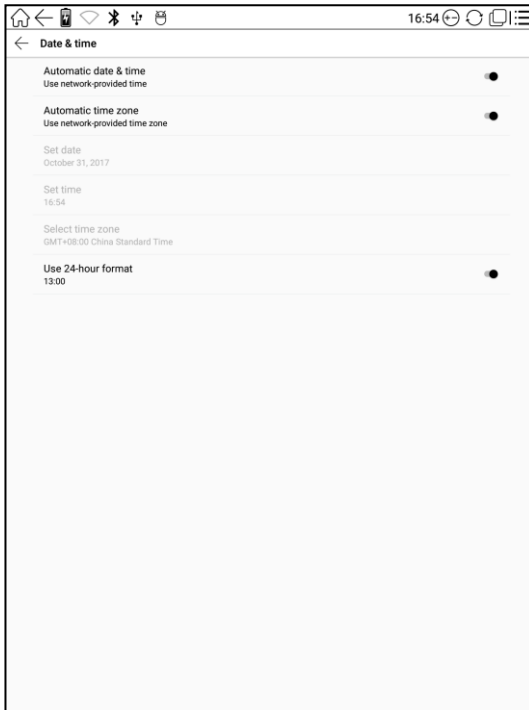 16:54
Date & time
Automatic date & time
Use network-provided time
Automatic time zone
Use network-provided time zone
Set date
October 31, 2017
Set time
16:54
Select time zone
GMT+08:00 China Standard Time
Use 24-hour format
13:00